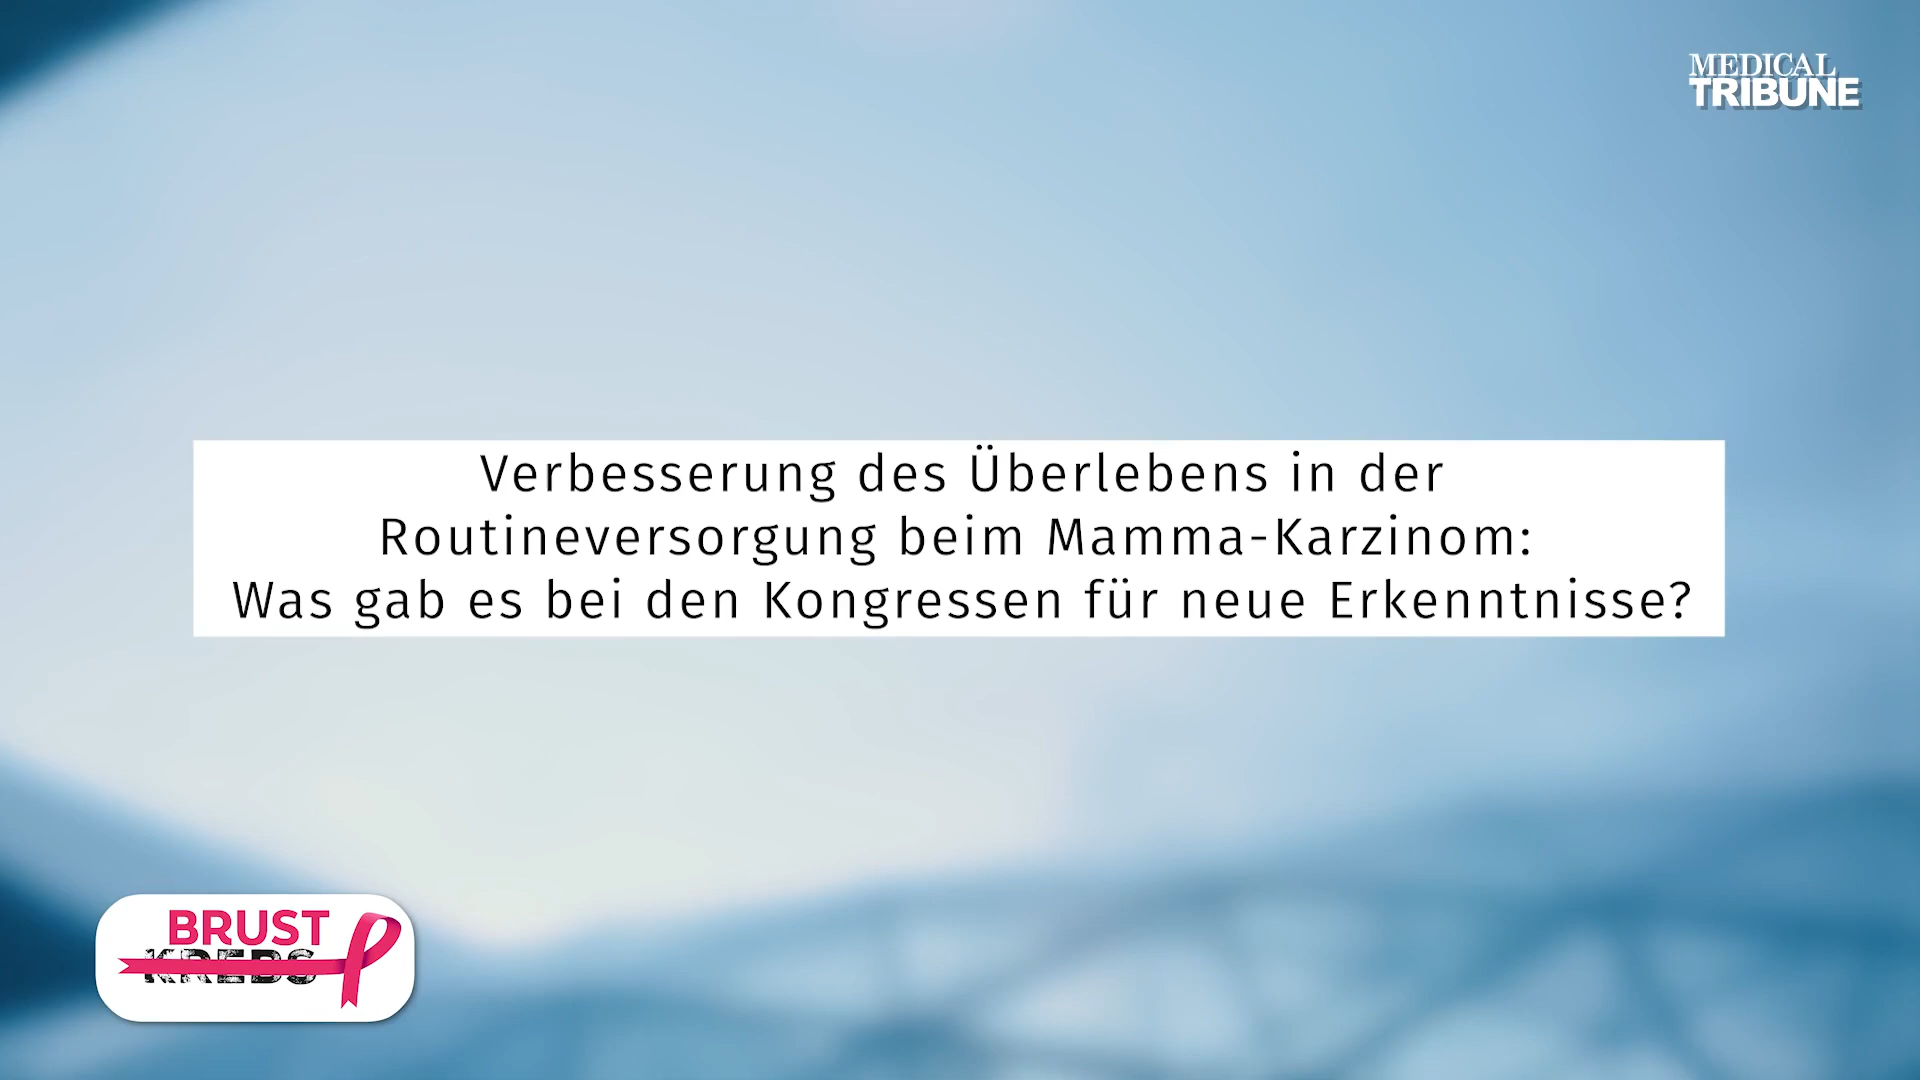 MEDICAL
TRIBUNE
Verbesserung des Überlebens in der
Routineversorgung beim Mamma-Karzinom:
Was gab es bei den Kongressen für neue Erkenntnisse?
BRUST
KREBS